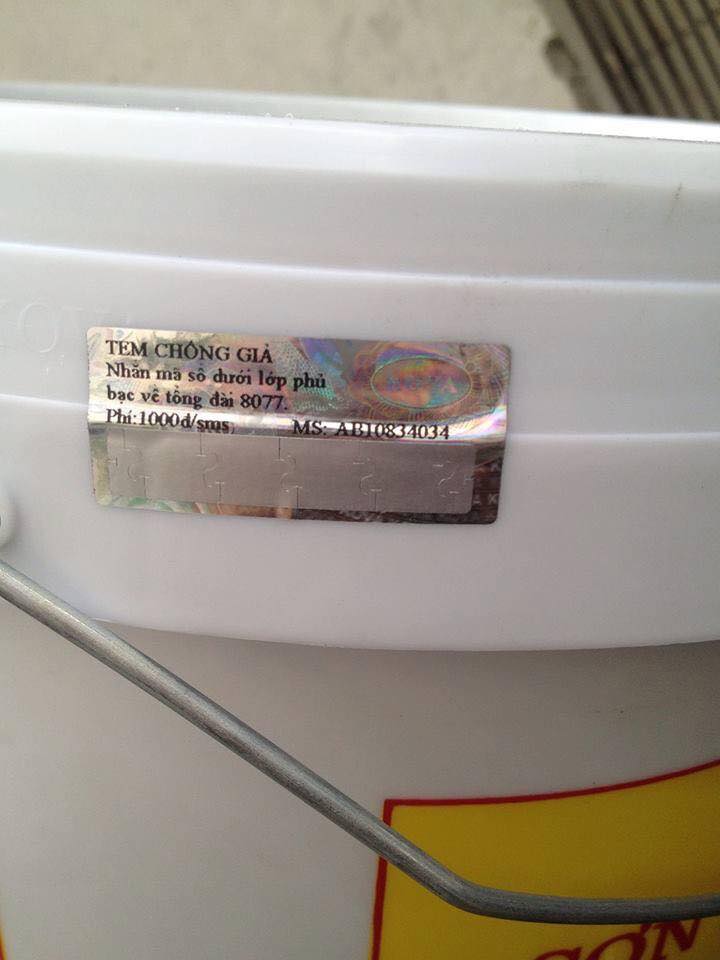 TEM CHỐNG GIẢ
Nhắn mã số dưới lớp phủ
bạc về tổng đài 8077.
Phí:1000đ/sms
MS: AB10834034
SƠN